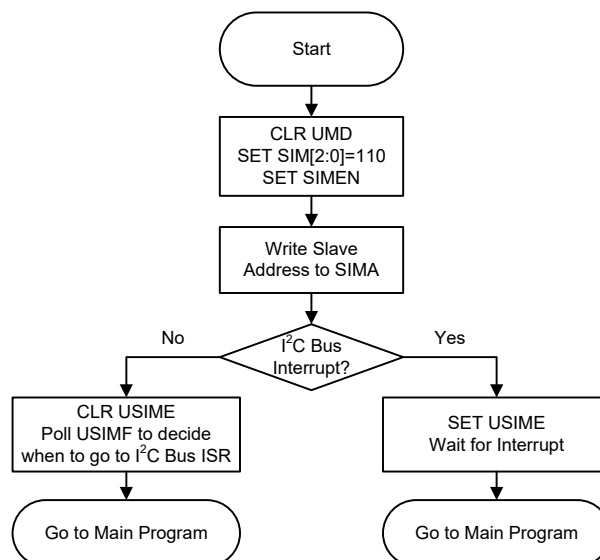 Start
CLR UMD
SET SIM[2:0]=110
SET SIMEN
Write Slave
Address to SIMA
I²C Bus
Interrupt?
No
Yes
CLR USIME
Poll USIMF to decide
when to go to I²C Bus ISR
SET USIME
Wait for Interrupt
Go to Main Program
Go to Main Program